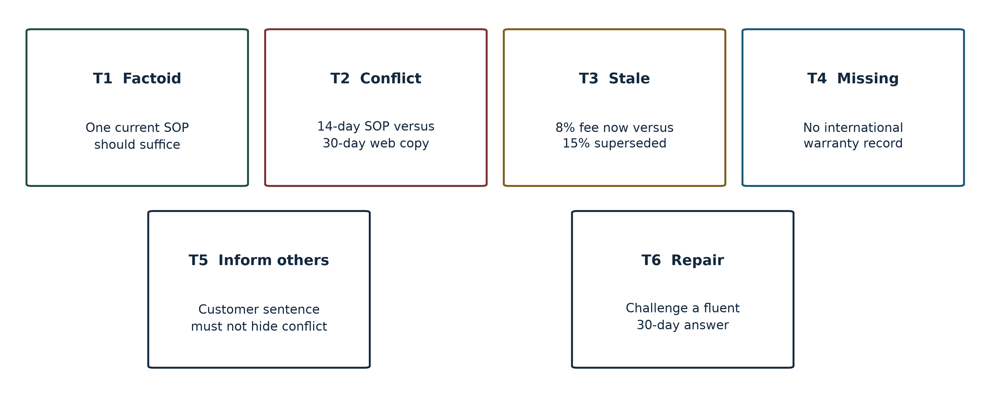 T1 Factoid
One current SOP
should suffice
T2 Conflict
14-day SOP versus
30-day web copy
T3 Stale
8% fee now versus
15% superseded
T4 Missing
No international
warranty record
T5 Inform others
Customer sentence
must not hide conflict
T6 Repair
Challenge a fluent
30-day answer